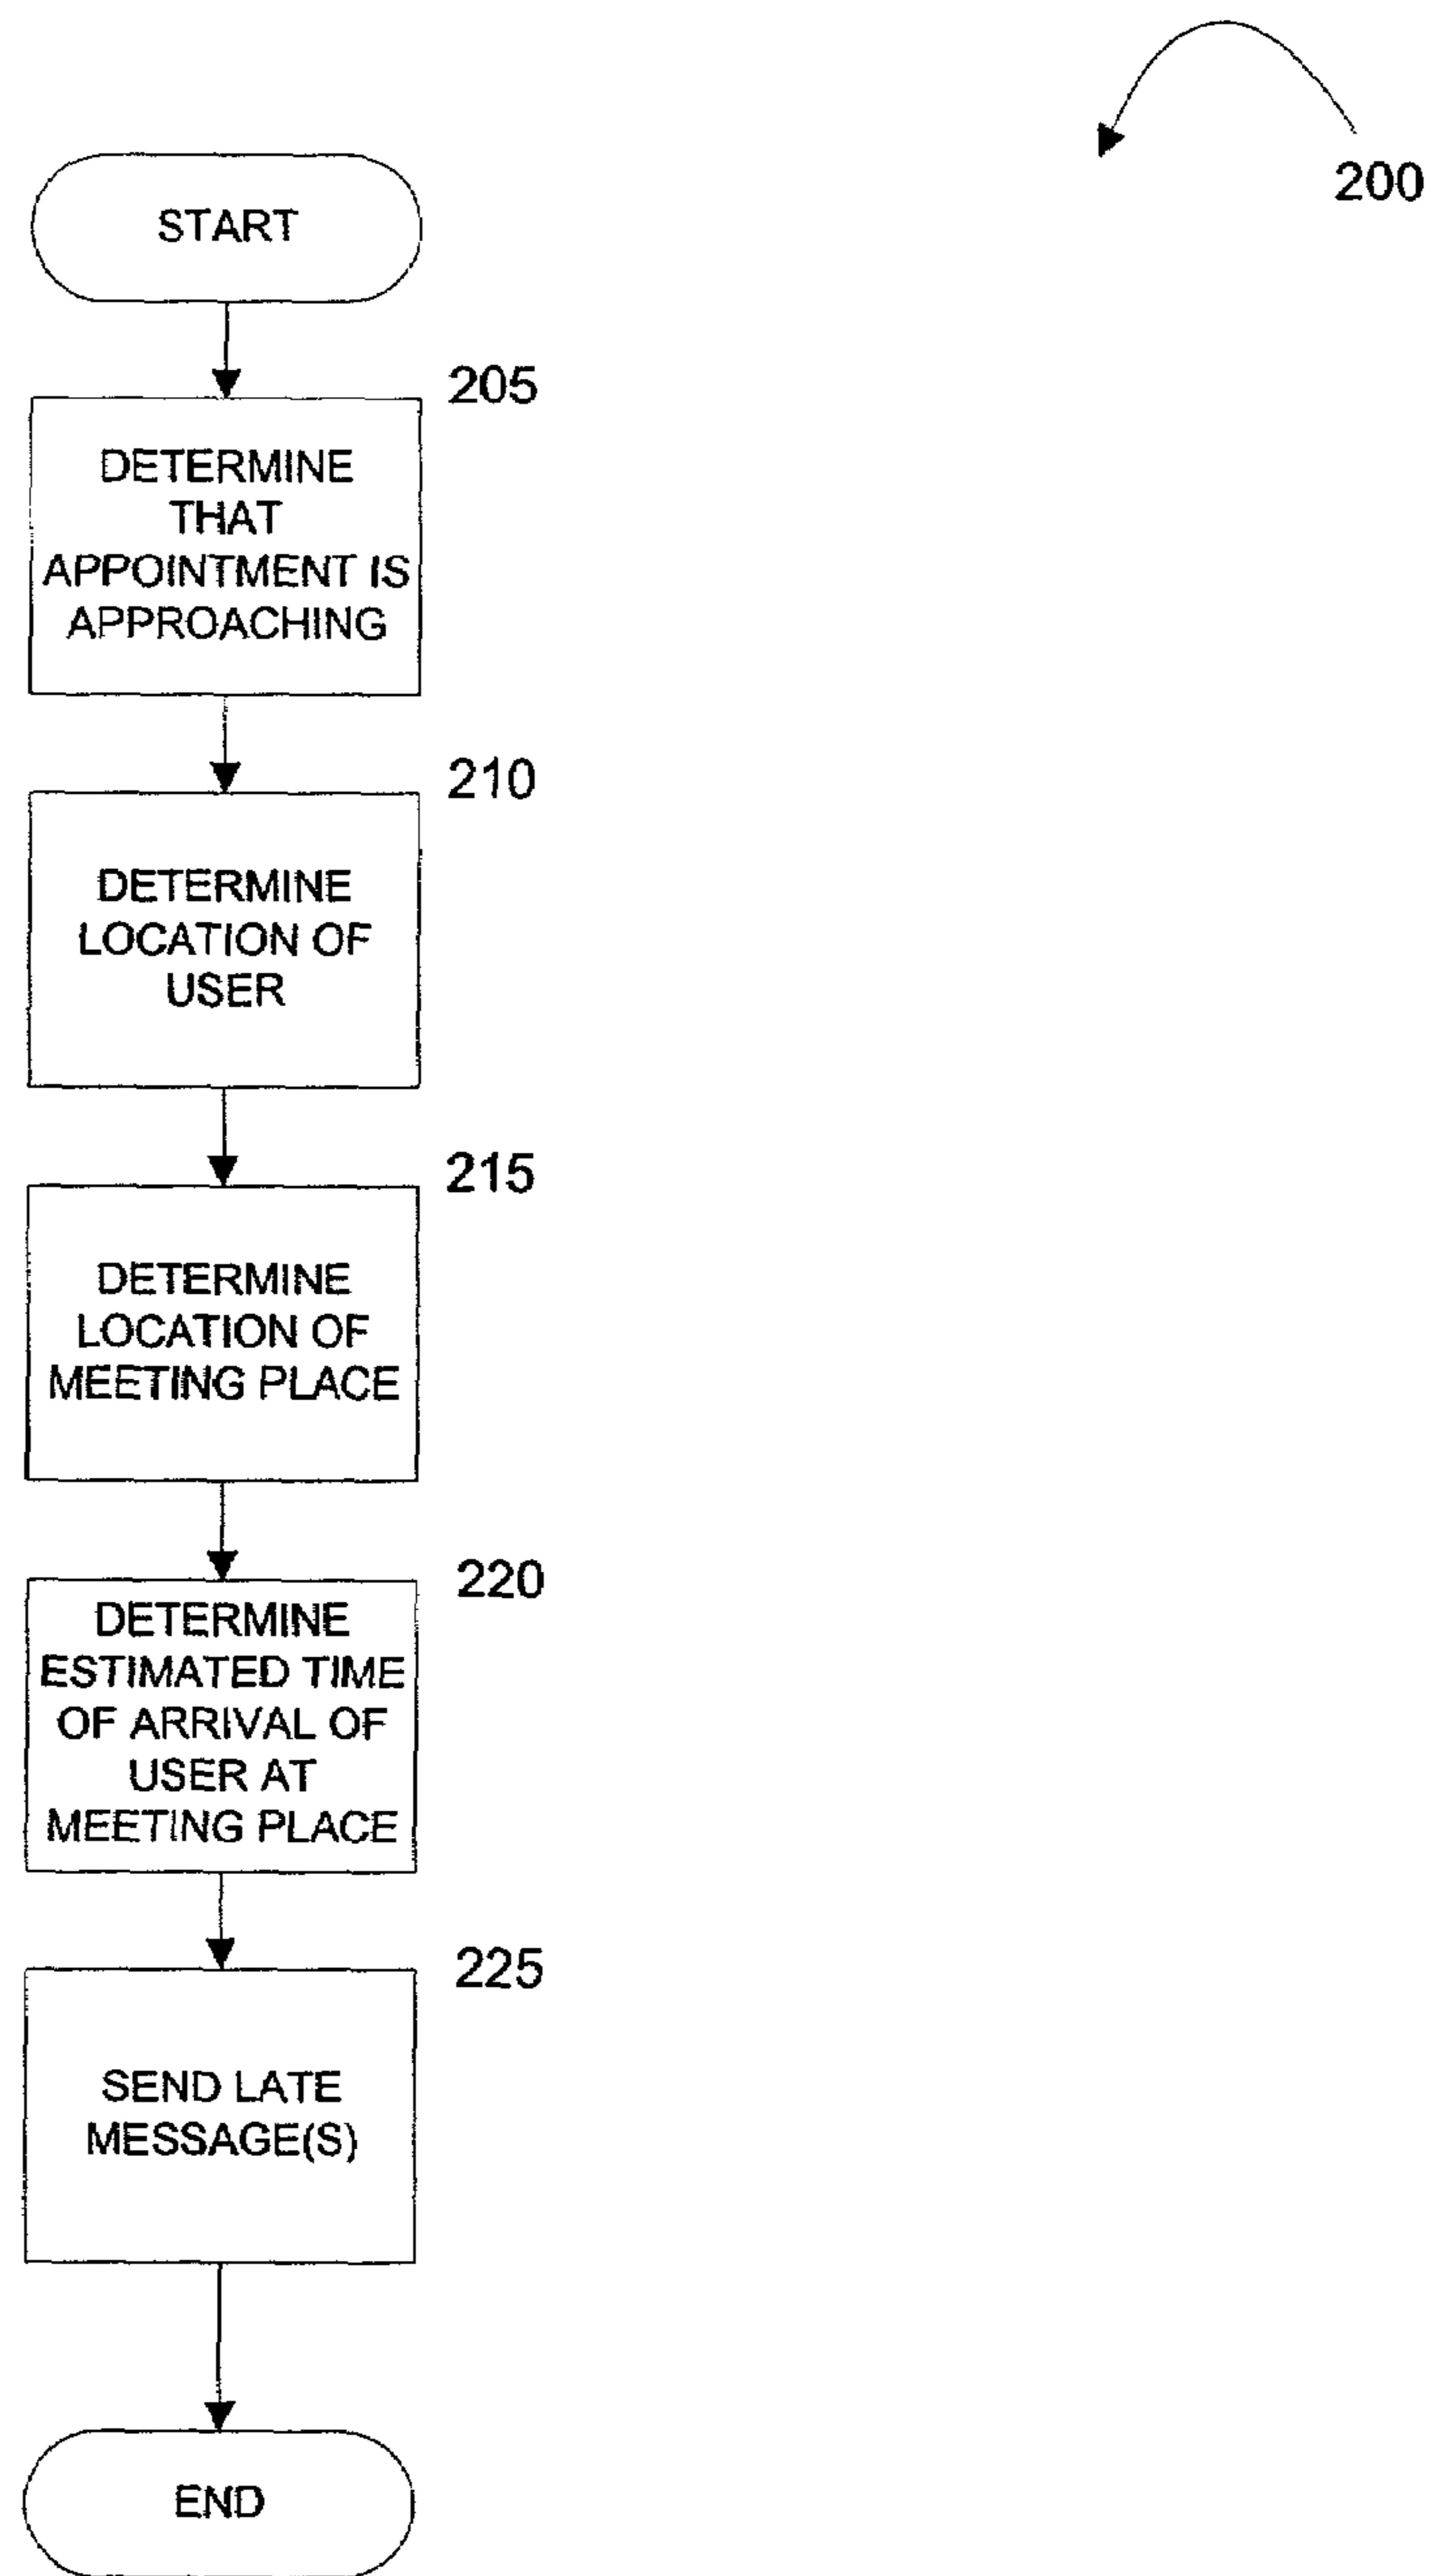 200
START
205
DETERMINE
THAT
APPOINTMENT IS
APPROACHING
210
DETERMINE
LOCATION OF
USER
215
DETERMINE
LOCATION OF
MEETING PLACE
220
DETERMINE
ESTIMATED TIME
OF ARRIVAL OF
USER AT
MEETING PLACE
225
SEND LATE
MESSAGE(S)
END